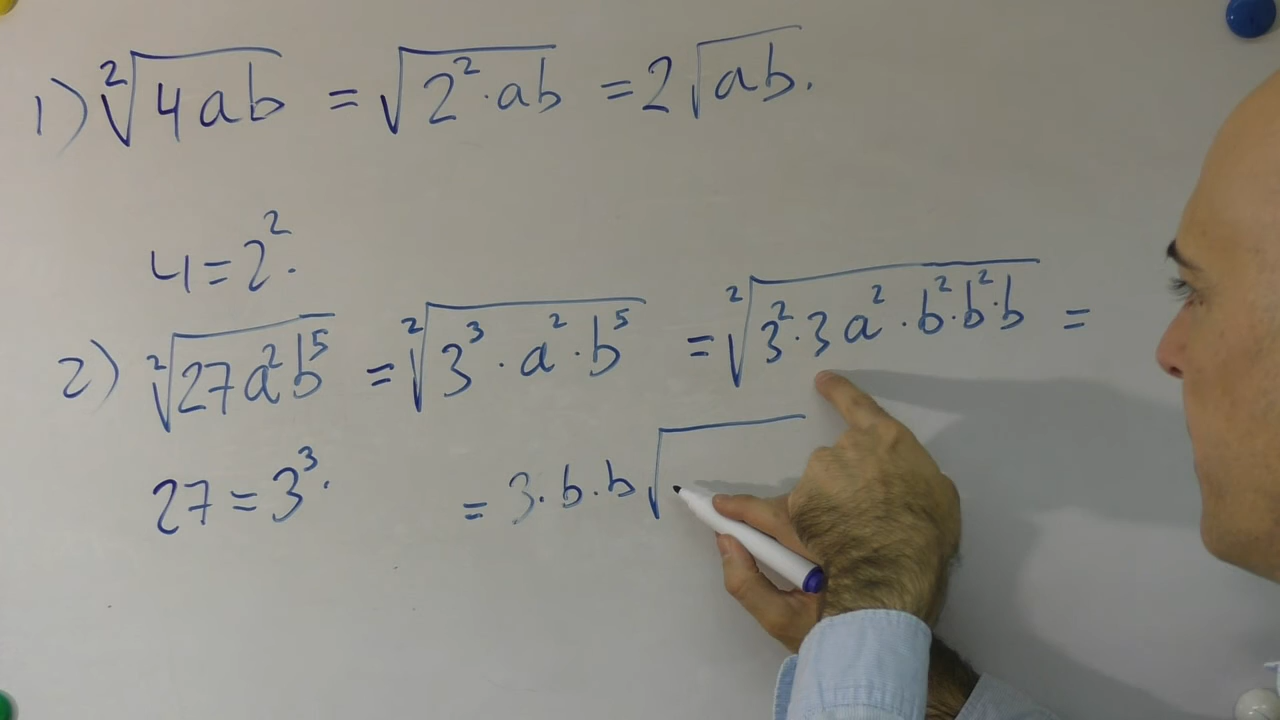 1) ²√(4ab) = √(2²·ab) = 2√(ab).
4 = 2².
2) ²√(27a²b⁵) = ²√(3³·a²·b⁵) = ²√(3²·3a²·b²·b²·b) =
27 = 3³.
= 3·b·b√